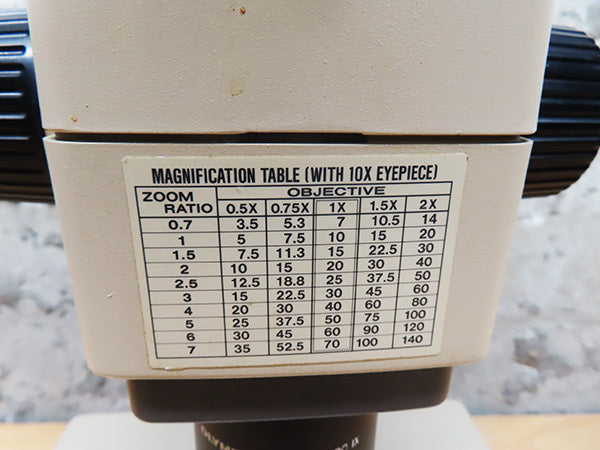 MAGNIFICATION TABLE (WITH 10X EYEPIECE)
ZOOM RATIO OBJECTIVE
0.5X 0.75X 1X 1.5X 2X
0.7 3.5 5.3 7 10.5 14
1 5 7.5 10 15 20
1.5 7.5 11.3 15 22.5 30
2 10 15 20 30 40
2.5 12.5 18.8 25 37.5 50
3 15 22.5 30 45 60
4 20 30 40 60 80
5 25 37.5 50 75 100
6 30 45 60 90 120
7 35 52.5 70 100 140
IX